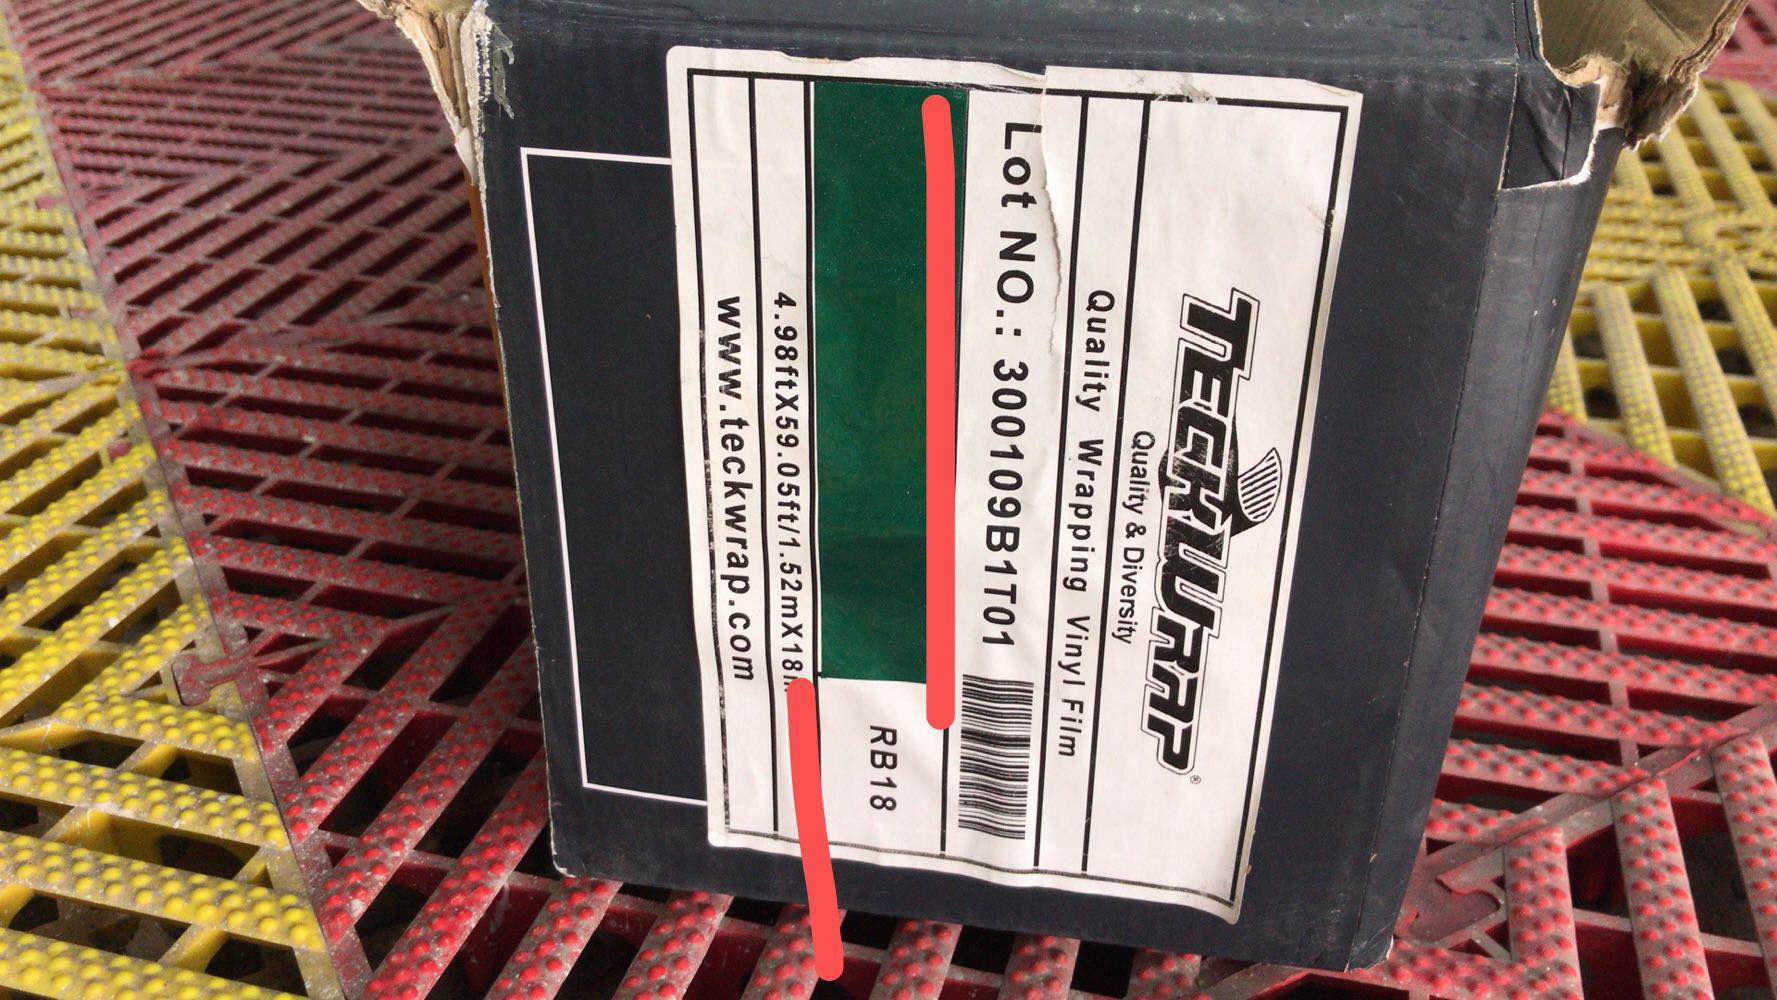 TECKWRAP®
Quality & Diversity
Quality Wrapping Vinyl Film
Lot NO.: 300109B1T01
RB18
4.98ftX59.05ft/1.52mX18
www.teckwrap.com